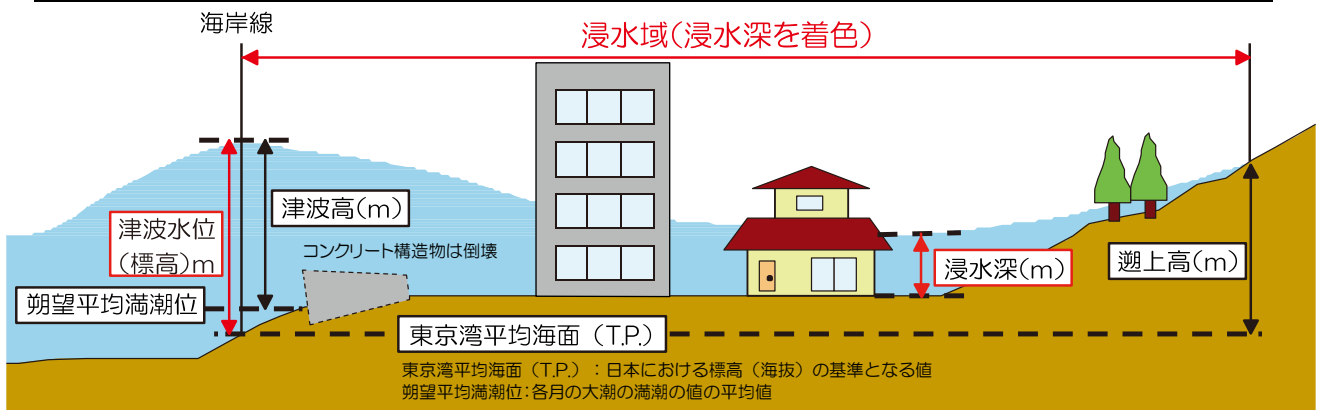 海岸線
浸水域(浸水深を着色)
津波高(m)
津波水位
(標高)m
コンクリート構造物は倒壊
浸水深(m)
遡上高(m)
朔望平均満潮位
東京湾平均海面（T.P.）
東京湾平均海面（T.P.）：日本における標高（海抜）の基準となる値
朔望平均満潮位：各月の大潮の満潮の値の平均値